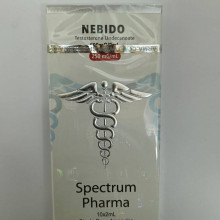 NEBIDO
Testosterone Undecanoate
250 mg/mL
Spectrum
Pharma
10x2mL